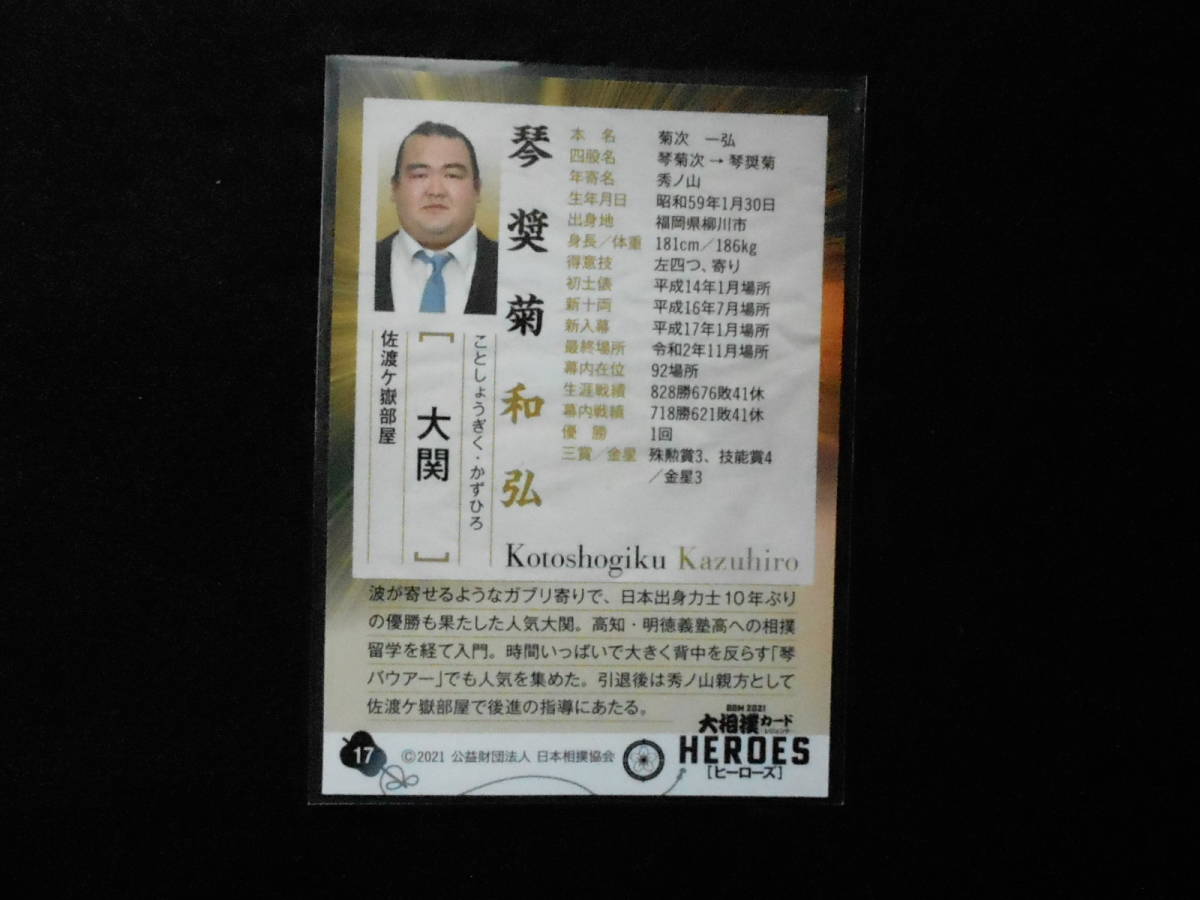 琴奨菊和弘
ことしょうぎく・かずひろ
[大関]
佐渡ケ嶽部屋
本名 菊次 一弘
四股名 琴菊次→琴奨菊
年寄名 秀ノ山
生年月日 昭和59年1月30日
出身地 福岡県柳川市
身長／体重 181cm／186kg
得意技 左四つ、寄り
初土俵 平成14年1月場所
新十両 平成16年7月場所
新入幕 平成17年1月場所
最終場所 令和2年11月場所
幕内在位 92場所
生涯戦績 828勝676敗41休
幕内戦績 718勝621敗41休
優勝 1回
三賞／金星 殊勲賞3、技能賞4
／金星3
Kotoshogiku Kazuhiro
波が寄せるようなガブリ寄りで、日本出身力士10年ぶり
の優勝も果たした人気大関。高知・明徳義塾高への相撲
留学を経て入門。時間いっぱいで大きく背中を反らす「琴
バウアー」でも人気を集めた。引退後は秀ノ山親方として
佐渡ケ嶽部屋で後進の指導にあたる。
BBM 2021
大相撲カード
レジェンド
HEROES
[ヒーローズ]
17
©2021 公益財団法人 日本相撲協会